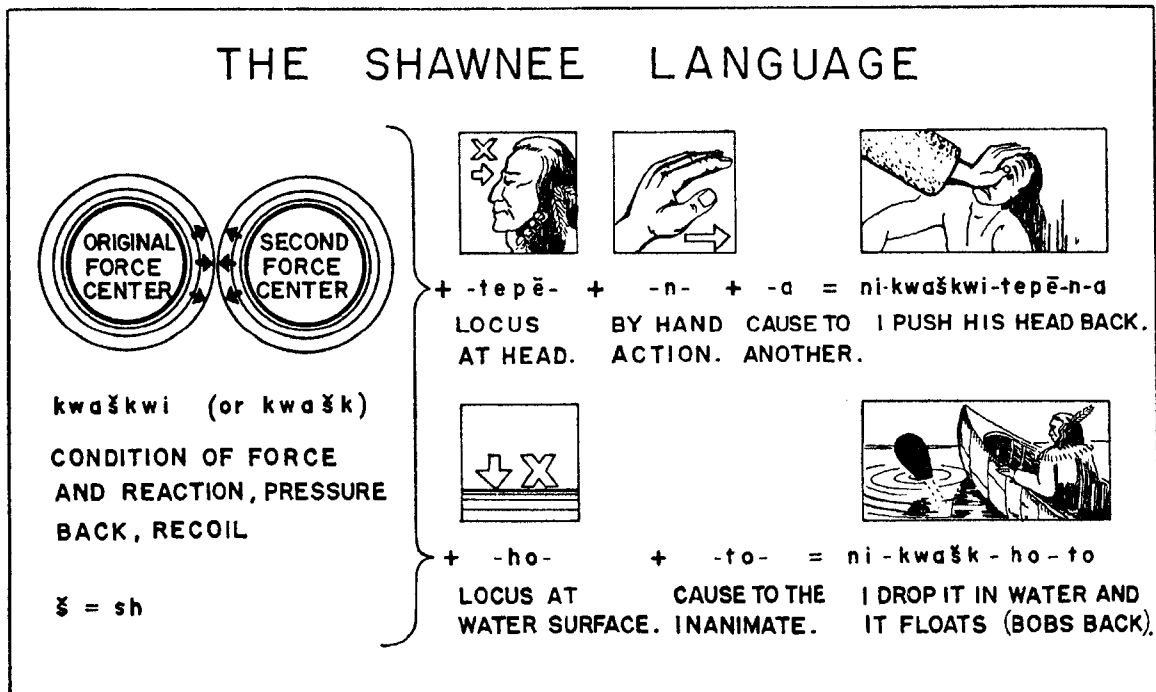 THE SHAWNEE LANGUAGE
ORIGINAL
FORCE
CENTER
SECOND
FORCE
CENTER
kwaškwi (or kwašk)
CONDITION OF FORCE
AND REACTION, PRESSURE
BACK, RECOIL
š = sh
X
+ -tepē- + -n- + -a = ni-kwaškwi-tepē-n-a
LOCUS
AT HEAD.
BY HAND
ACTION.
CAUSE TO
ANOTHER.
I PUSH HIS HEAD BACK.
X
+ -ho- + -to- = ni-kwašk-ho-to
LOCUS AT
WATER SURFACE.
CAUSE TO THE
INANIMATE.
I DROP IT IN WATER AND
IT FLOATS (BOBS BACK).